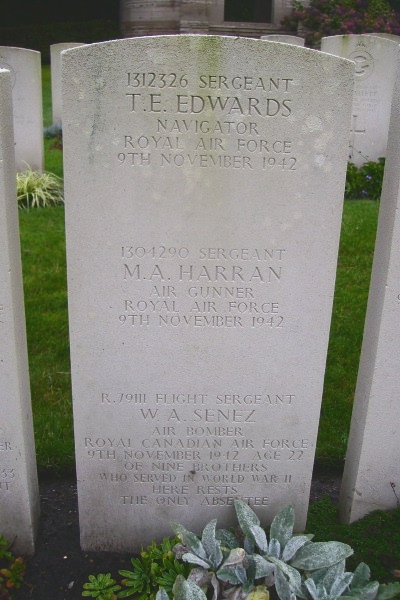 1312326 SERGEANT
T.E. EDWARDS
NAVIGATOR
ROYAL AIR FORCE
9TH NOVEMBER 1942
1304290 SERGEANT
M.A. HARRAN
AIR GUNNER
ROYAL AIR FORCE
9TH NOVEMBER 1942
R.79111 FLIGHT SERGEANT
W. A. SENEZ
AIR BOMBER
ROYAL CANADIAN AIR FORCE
9TH NOVEMBER 1942 AGE 22
OF NINE BROTHERS
WHO SERVED IN WORLD WAR II
HERE RESTS
THE ONLY ABSENTEE